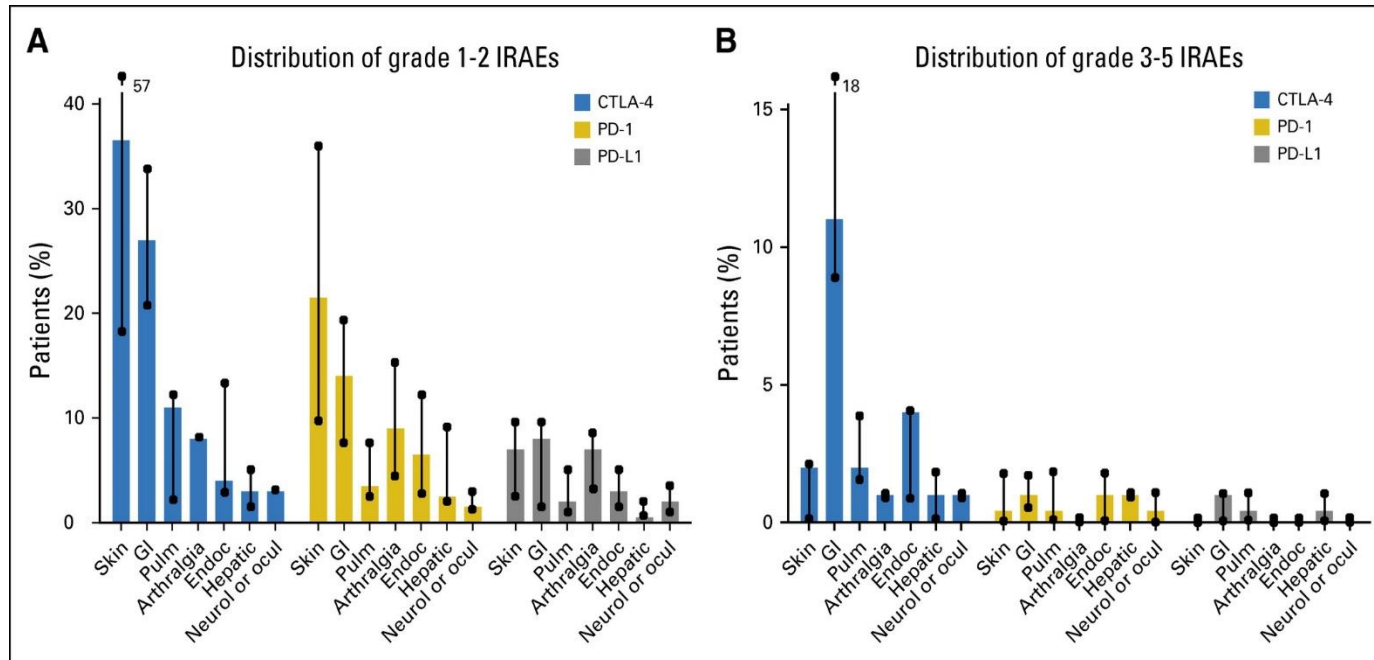 A
Distribution of grade 1-2 IRAEs
57
CTLA-4
PD-1
PD-L1
Patients (%)
40
30
20
10
0
Skin
GI
Pulm
Arthralgia
Endoc
Hepatic
Neurol or ocul
Skin
GI
Pulm
Arthralgia
Endoc
Hepatic
Neurol or ocul
Skin
GI
Pulm
Arthralgia
Endoc
Hepatic
Neurol or ocul
B
Distribution of grade 3-5 IRAEs
18
CTLA-4
PD-1
PD-L1
Patients (%)
15
10
5
0
Skin
GI
Pulm
Arthralgia
Endoc
Hepatic
Neurol or ocul
Skin
GI
Pulm
Arthralgia
Endoc
Hepatic
Neurol or ocul
Skin
GI
Pulm
Arthralgia
Endoc
Hepatic
Neurol or ocul